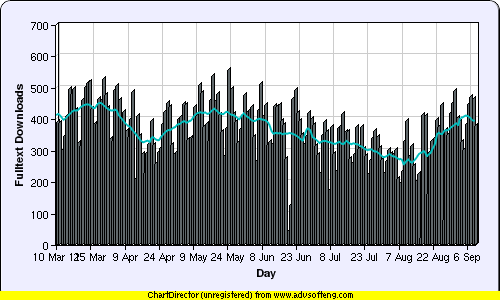 700
600
500
400
300
200
100
0
Fulltext Downloads
10 Mar 12
25 Mar
9 Apr
24 Apr
9 May
24 May
8 Jun
23 Jun
8 Jul
23 Jul
7 Aug
22 Aug
6 Sep
Day
ChartDirector (unregistered) from www.advsofteng.com